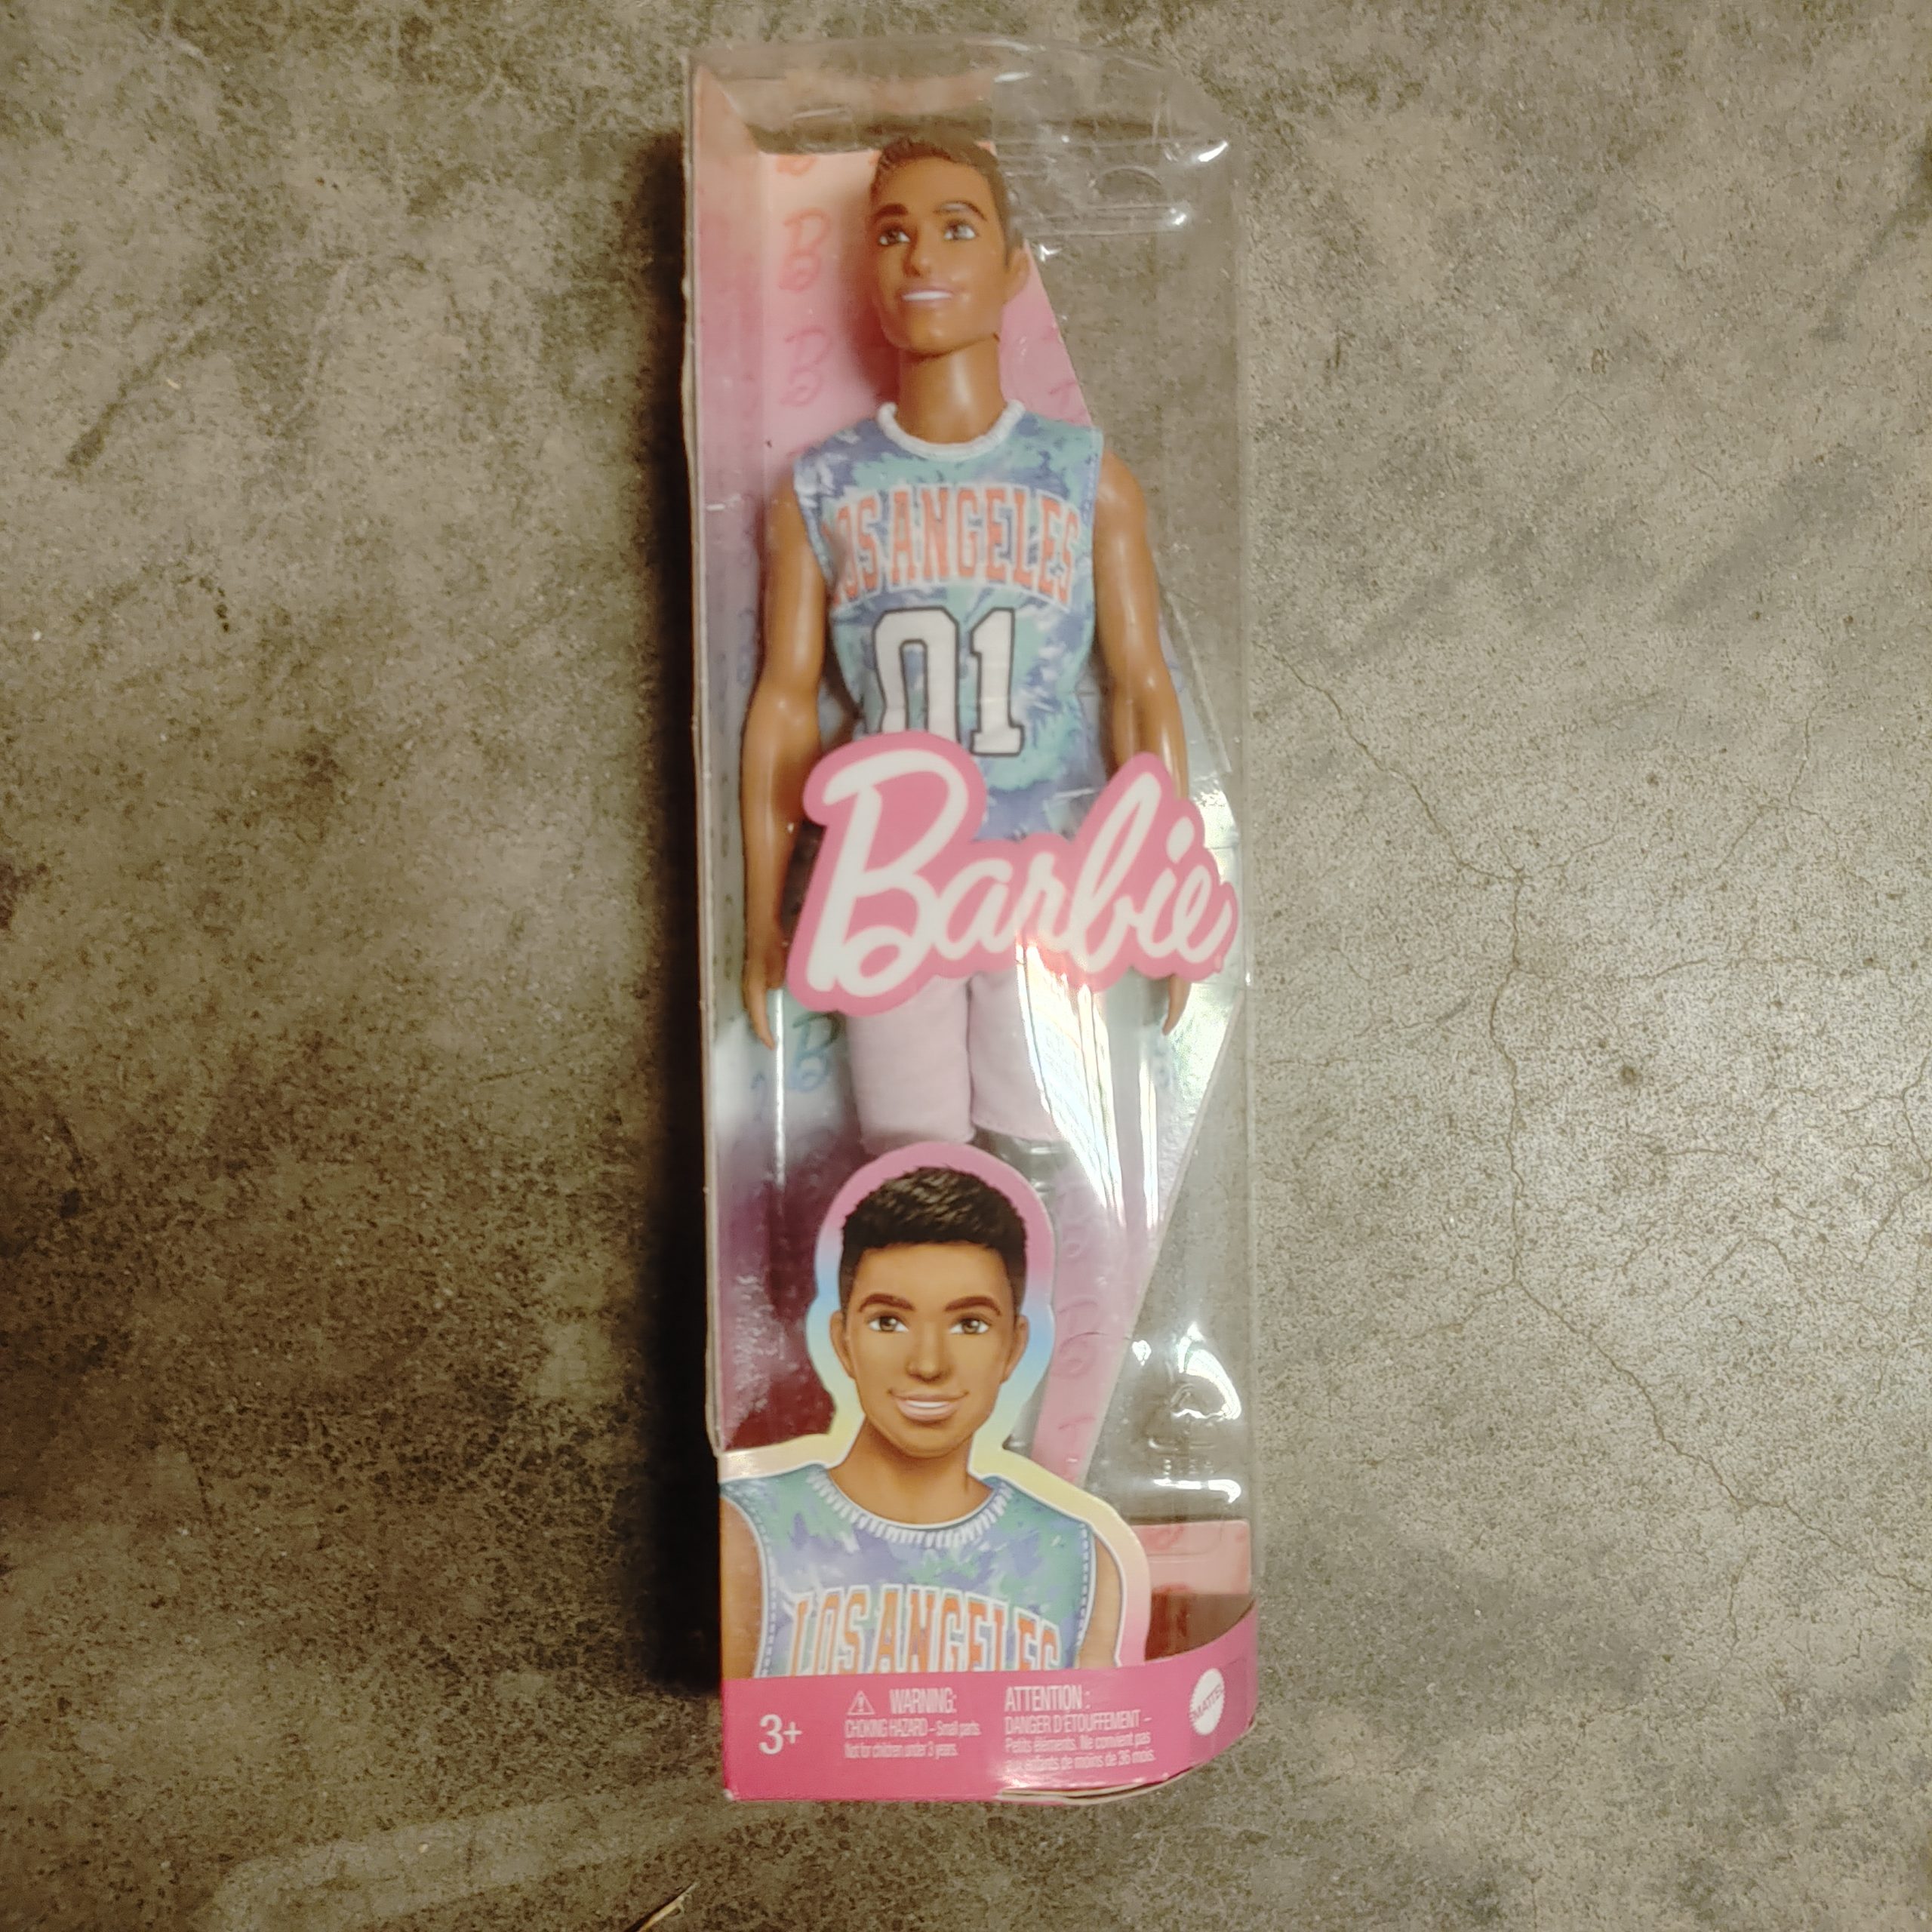 B
B
B
LOS ANGELES
01
Barbie
B
LOS ANGELES
3+
WARNING:
CHOKING HAZARD – Small parts.
Not for children under 3 years.
ATTENTION :
DANGER D'ÉTOUFFEMENT –
Petits éléments. Ne convient pas
aux enfants de moins de 36 mois.
MATTEL